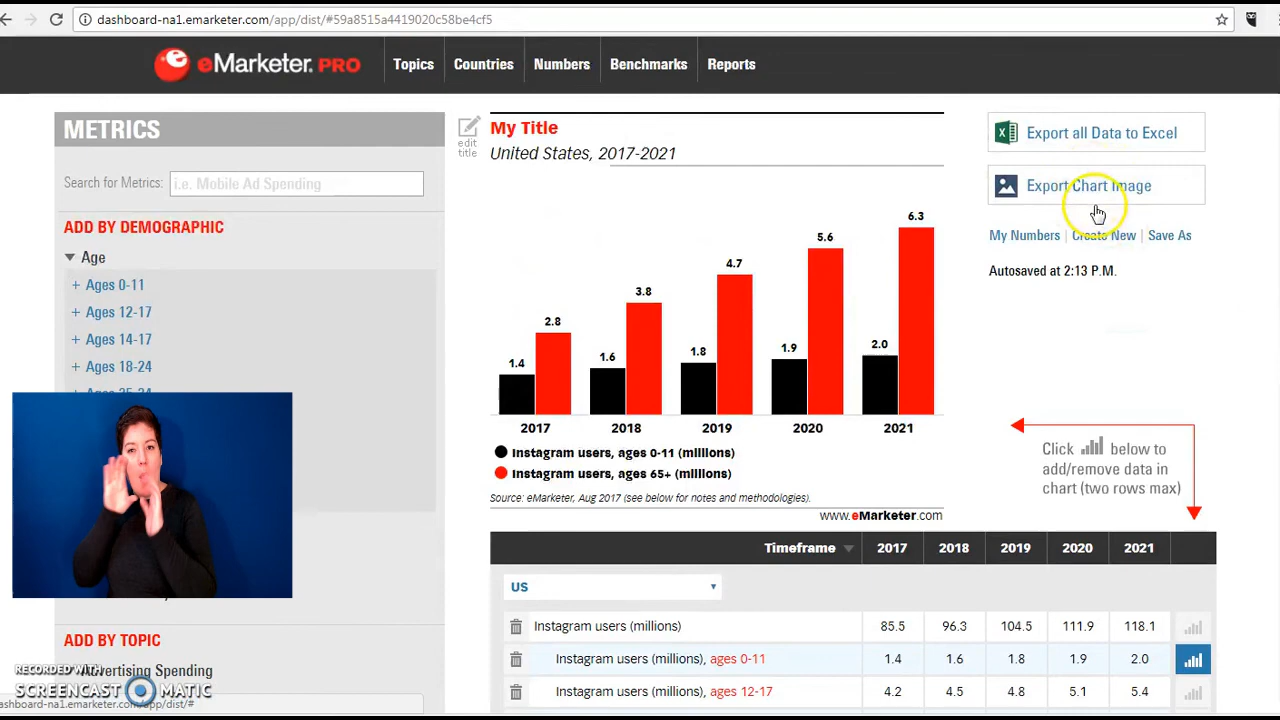 dashboard-na1.emarketer.com/app/dist/#59a8515a4419020c58be4cf5
eMarketer. PRO
Topics
Countries
Numbers
Benchmarks
Reports
METRICS
Search for Metrics:
i.e. Mobile Ad Spending
ADD BY DEMOGRAPHIC
Age
+ Ages 0-11
+ Ages 12-17
+ Ages 14-17
+ Ages 18-24
ADD BY TOPIC
Advertising Spending
RECORDED WITH
SCREENCAST MATIC
edit
title
My Title
United States, 2017-2021
1.4 2.8 1.6 3.8 1.8 4.7 1.9 5.6 2.0 6.3
2017 2018 2019 2020 2021
Instagram users, ages 0-11 (millions)
Instagram users, ages 65+ (millions)
Source: eMarketer, Aug 2017 (see below for notes and methodologies).
www.eMarketer.com
Export all Data to Excel
Export Chart Image
My Numbers | Create New | Save As
Autosaved at 2:13 P.M.
Click below to
add/remove data in
chart (two rows max)
Timeframe 2017 2018 2019 2020 2021
US
Instagram users (millions) 85.5 96.3 104.5 111.9 118.1
Instagram users (millions), ages 0-11 1.4 1.6 1.8 1.9 2.0
Instagram users (millions), ages 12-17 4.2 4.5 4.8 5.1 5.4